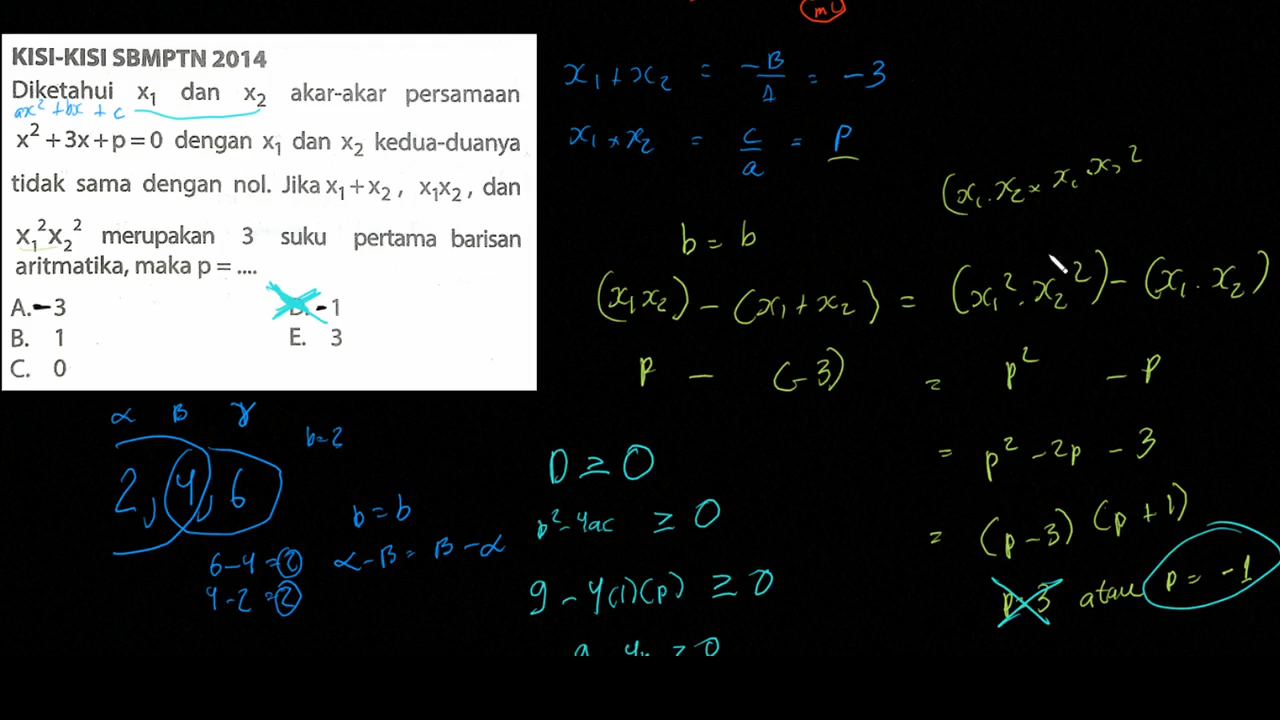 mL
KISI-KISI SBMPTN 2014
Diketahui x₁ dan x₂ akar-akar persamaan
ax² + bx + c
x² + 3x + p = 0 dengan x₁ dan x₂ kedua-duanya
tidak sama dengan nol. Jika x₁ + x₂ , x₁x₂ , dan
x₁²x₂² merupakan 3 suku pertama barisan
aritmatika, maka p = ....
A. -3
B. 1
C. 0
D. -1
E. 3
x₁ + x₂ = -B/A = -3
x₁ × x₂ = c/a = P
(x₁.x₂ × x₁.x₂²
b = b
(x₁x₂) - (x₁ + x₂) = (x₁².x₂²) - (x₁.x₂)
P - (-3) = p² - P
= p² - 2p - 3
= (p-3) (p+1)
p=3 atau p = -1
α β γ
b=2
2, 4, 6
6-4 = 2
4-2 = 2
b = b
α-B = B-α
D ≥ 0
b²-4ac ≥ 0
9 - 4(1)(p) ≥ 0